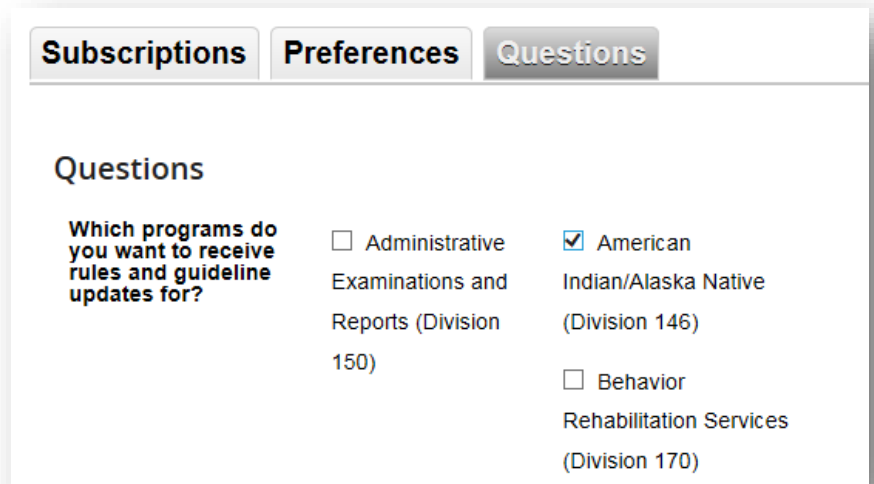 Subscriptions Preferences Questions
Questions
Which programs do
you want to receive
rules and guideline
updates for?
Administrative
Examinations and
Reports (Division
150)
American
Indian/Alaska Native
(Division 146)
Behavior
Rehabilitation Services
(Division 170)